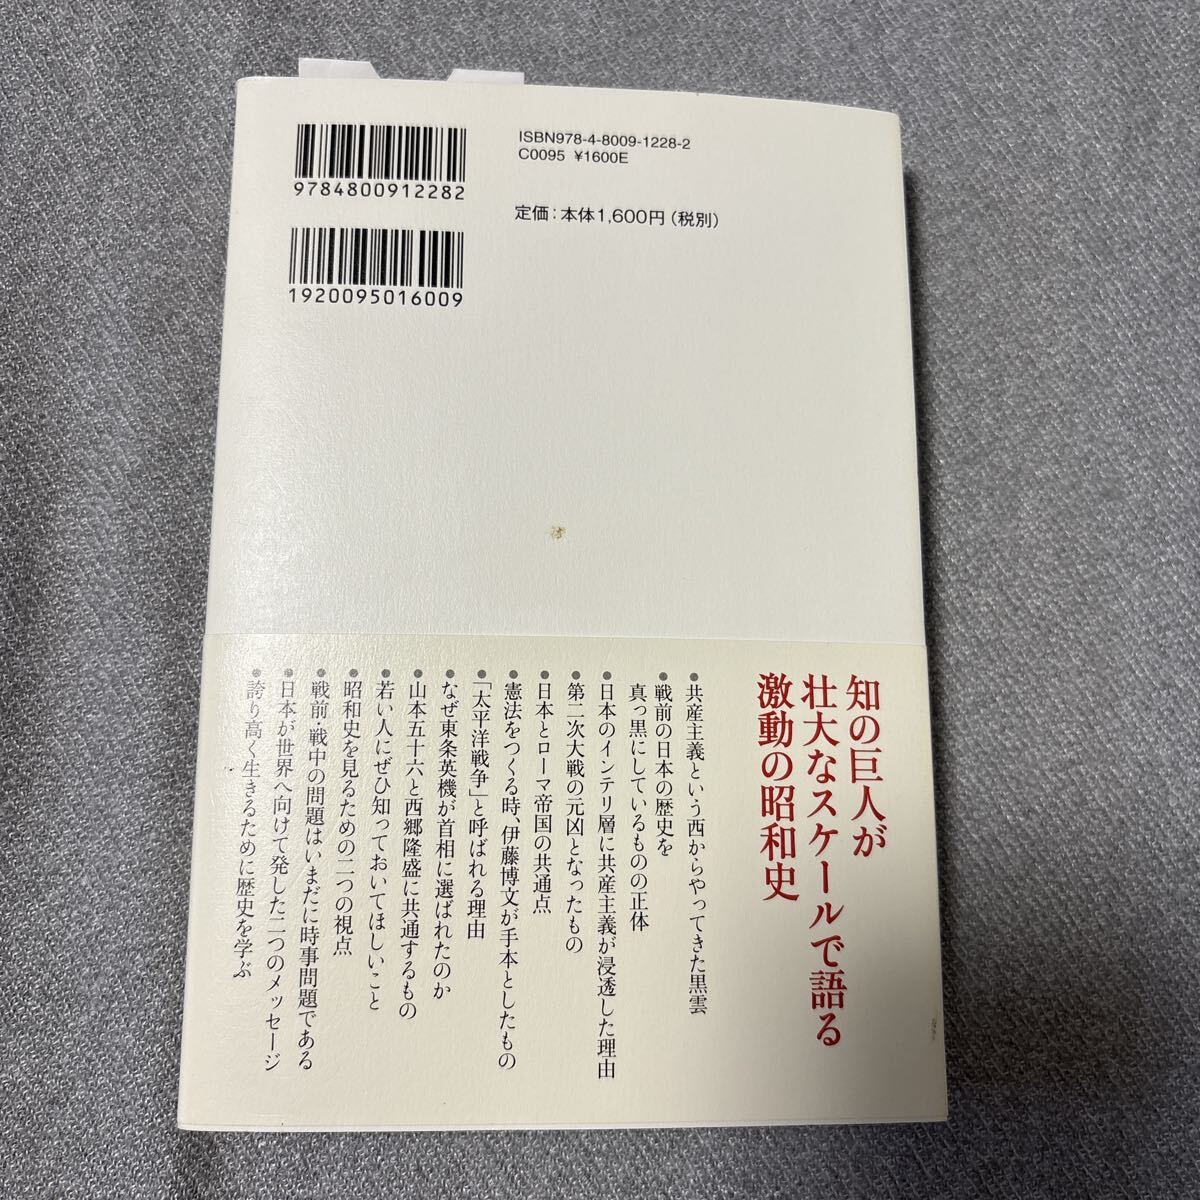 ISBN978-4-8009-1228-2
C0095 ¥1600E
9784800912282
定価：本体1,600円（税別）
1920095016009
知の巨人が
壮大なスケールで語る
激動の昭和史
●共産主義という西からやってきた黒雲
●戦前の日本の歴史を
真っ黒にしているものの正体
●日本のインテリ層に共産主義が浸透した理由
●第二次大戦の元凶となったもの
●日本とローマ帝国の共通点
●憲法をつくる時、伊藤博文が手本としたもの
●「太平洋戦争」と呼ばれる理由
●なぜ東条英機が首相に選ばれたのか
●山本五十六と西郷隆盛に共通するもの
●若い人にぜひ知っておいてほしいこと
●昭和史を見るための二つの視点
●戦前・戦中の問題はいまだに時事問題である
●日本が世界へ向けて発した二つのメッセージ
●誇り高く生きるために歴史を学ぶ